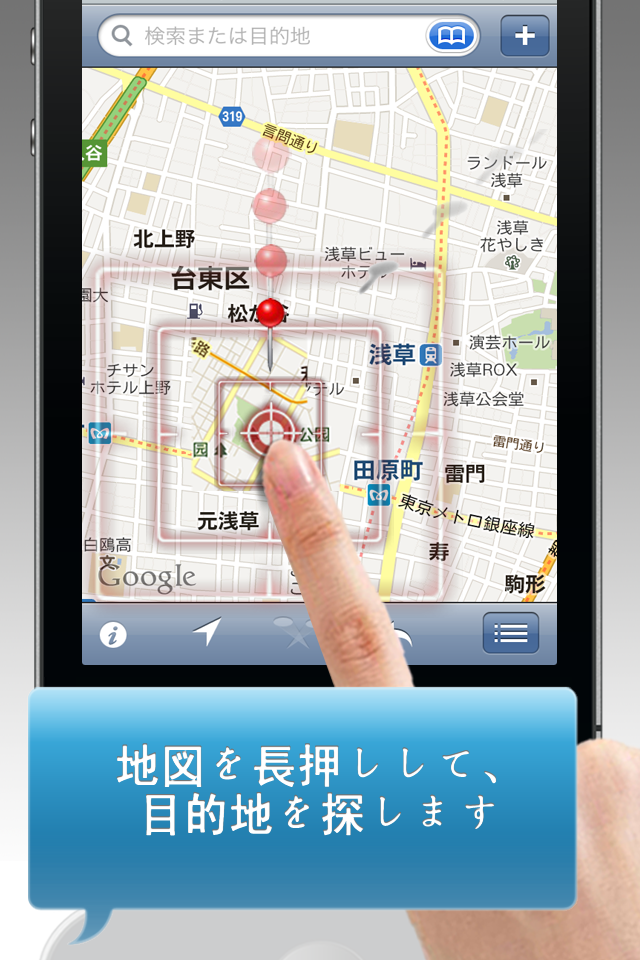 検索または目的地
319
言問通り
谷
ランドール
浅草
浅草
花やしき
北上野
浅草ビュー
ホテル
台東区
園大
松が谷
演芸ホール
浅草
浅草ROX
チサン
ホテル上野
浅草公会堂
公園
雷門通り
田原町
雷門
元浅草
東京メトロ銀座線
白鴎高
文
寿
Google
駒形
地図を長押しして、
目的地を探します